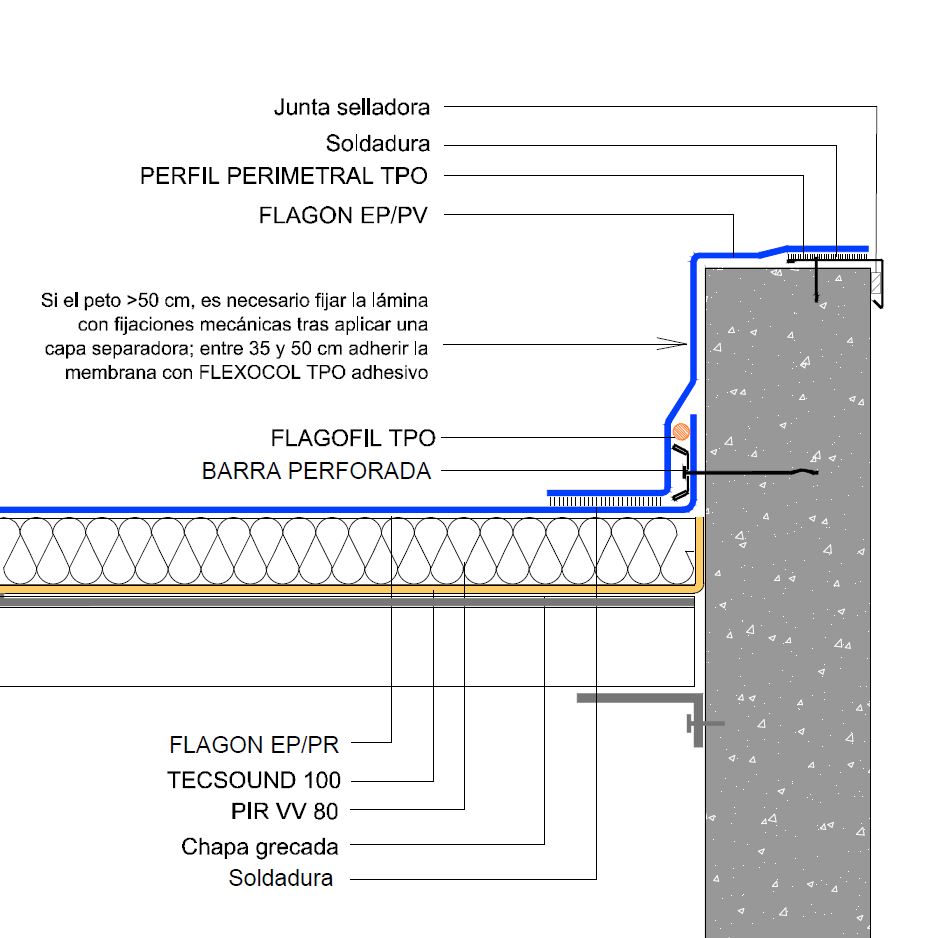 Junta selladora
Soldadura
PERFIL PERIMETRAL TPO
FLAGON EP/PV
Si el peto >50 cm, es necesario fijar la lámina
con fijaciones mecánicas tras aplicar una
capa separadora; entre 35 y 50 cm adherir la
membrana con FLEXOCOL TPO adhesivo
FLAGOFIL TPO
BARRA PERFORADA
FLAGON EP/PR
TECSOUND 100
PIR VV 80
Chapa grecada
Soldadura